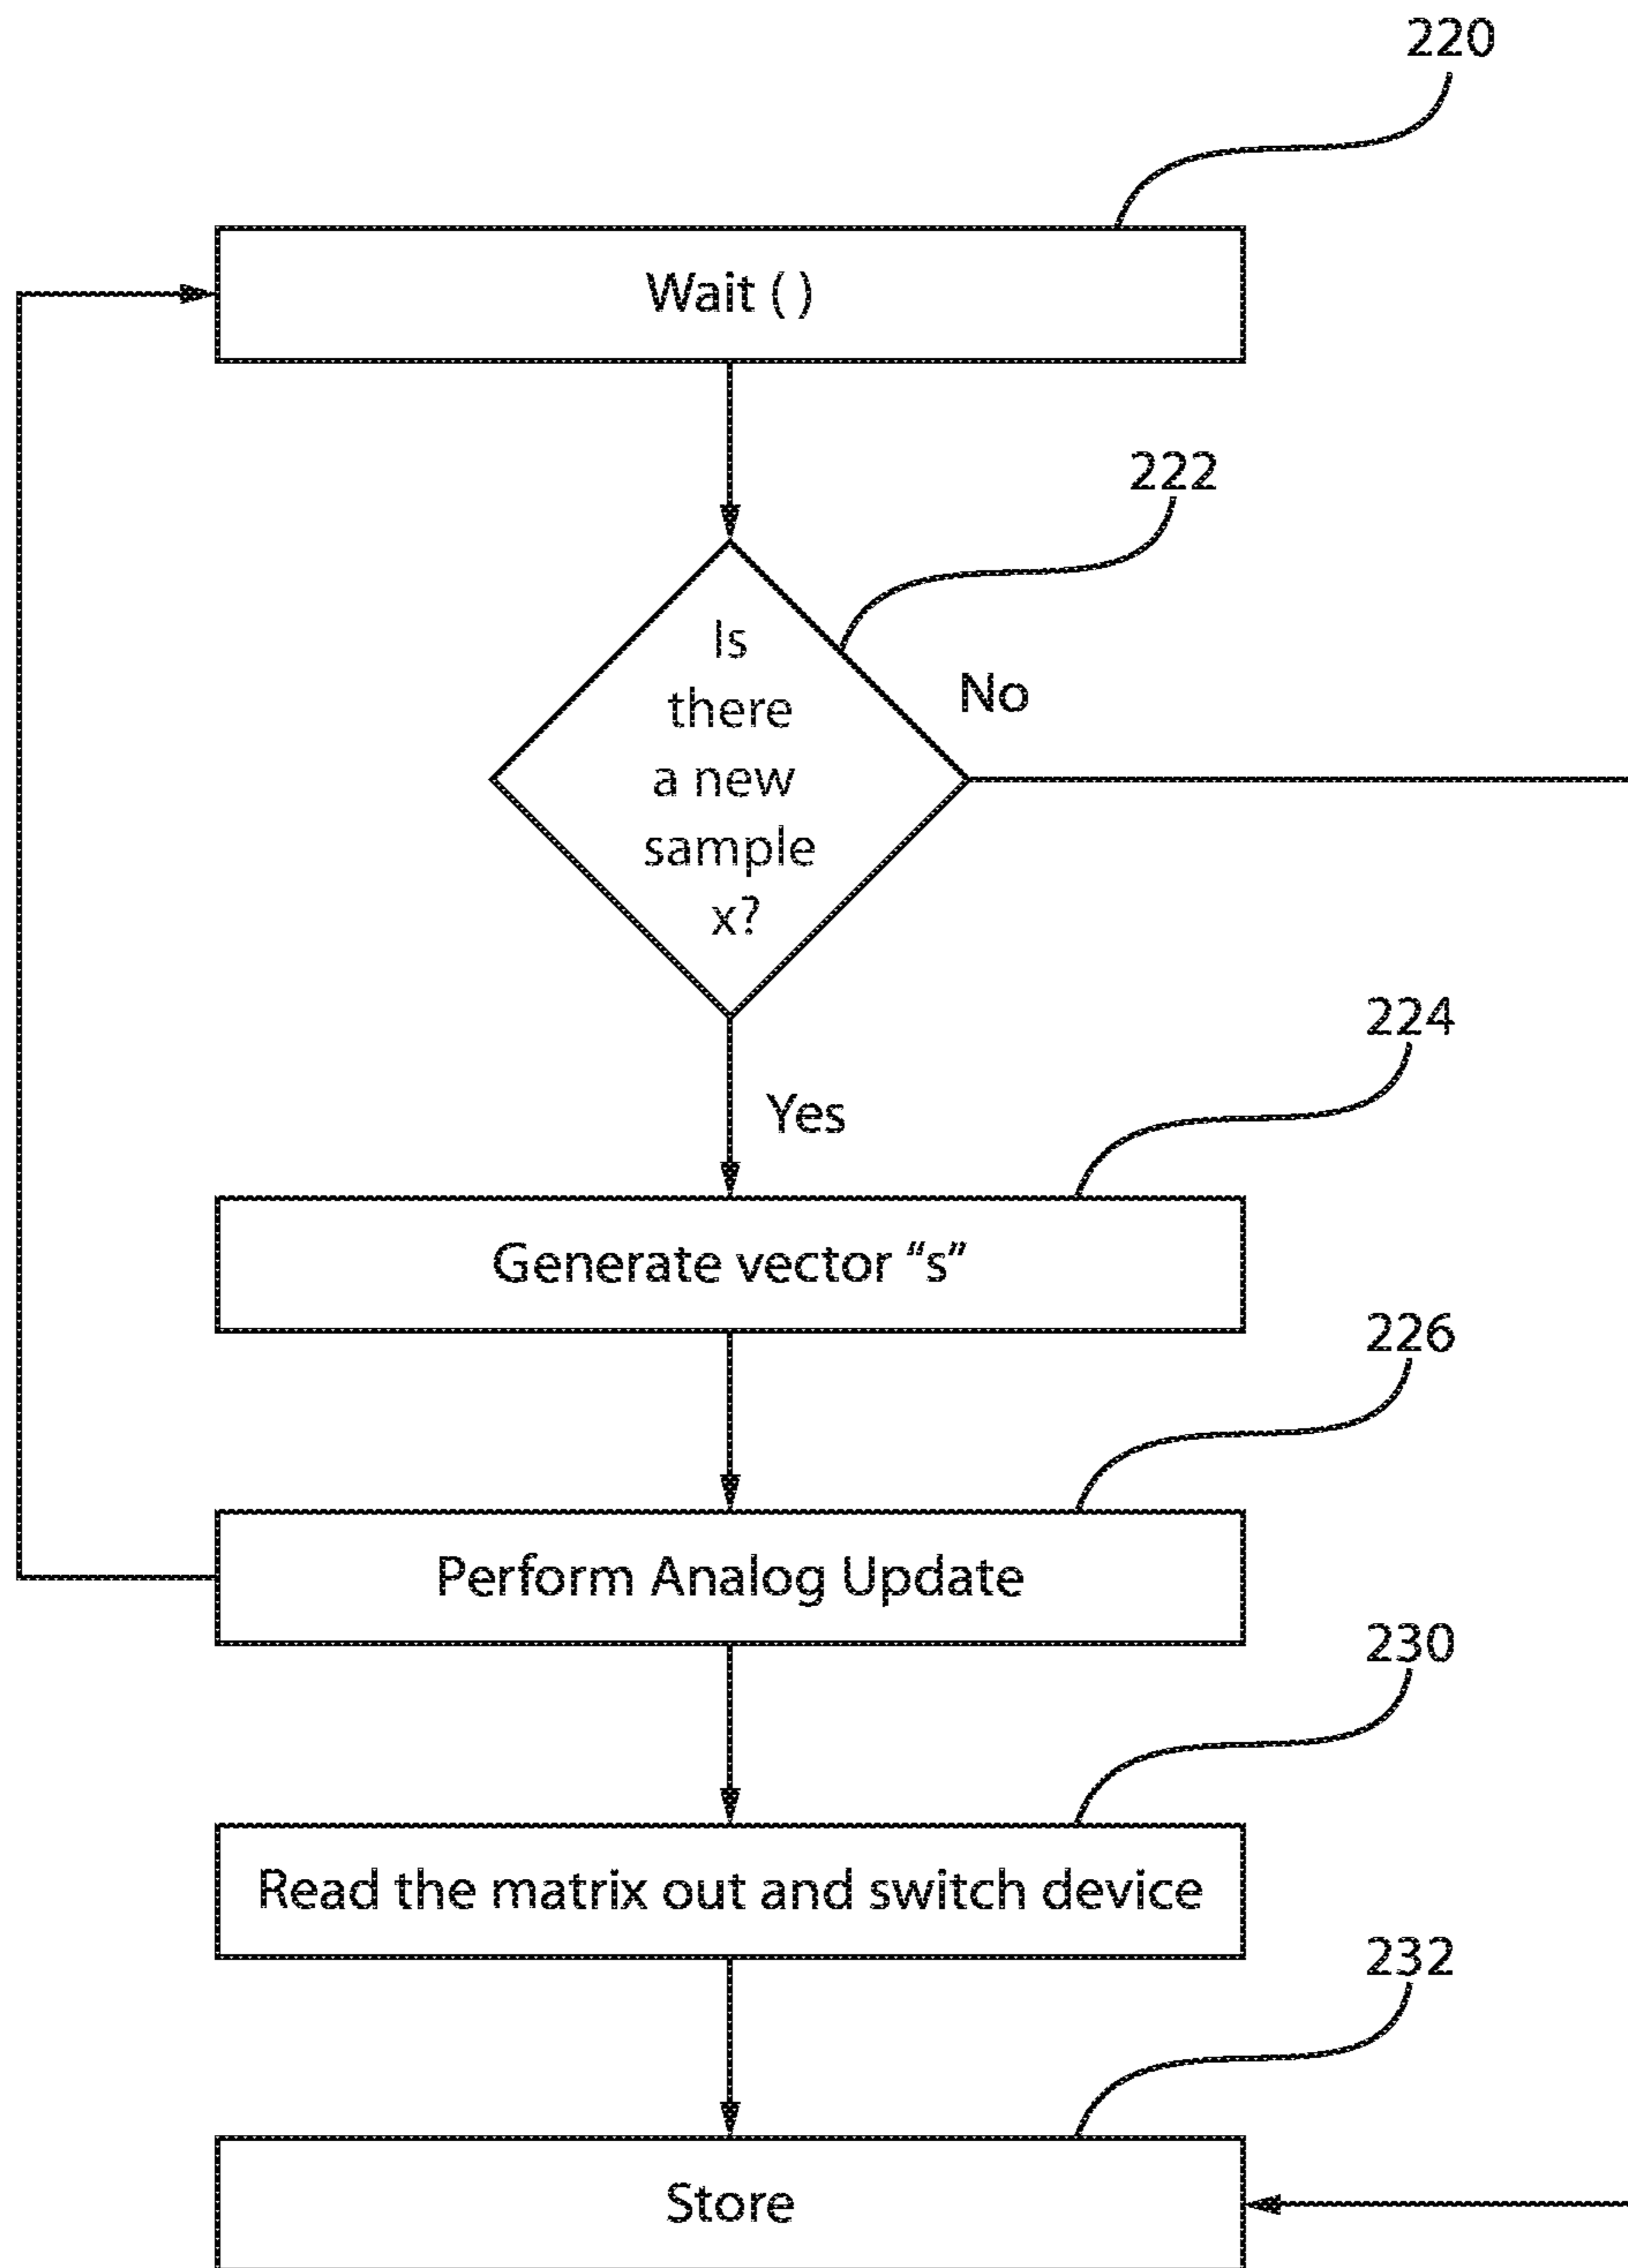 220
Wait ( )
222
Is
there
a new
sample
x?
No
Yes
224
Generate vector “s”
226
Perform Analog Update
230
Read the matrix out and switch device
232
Store